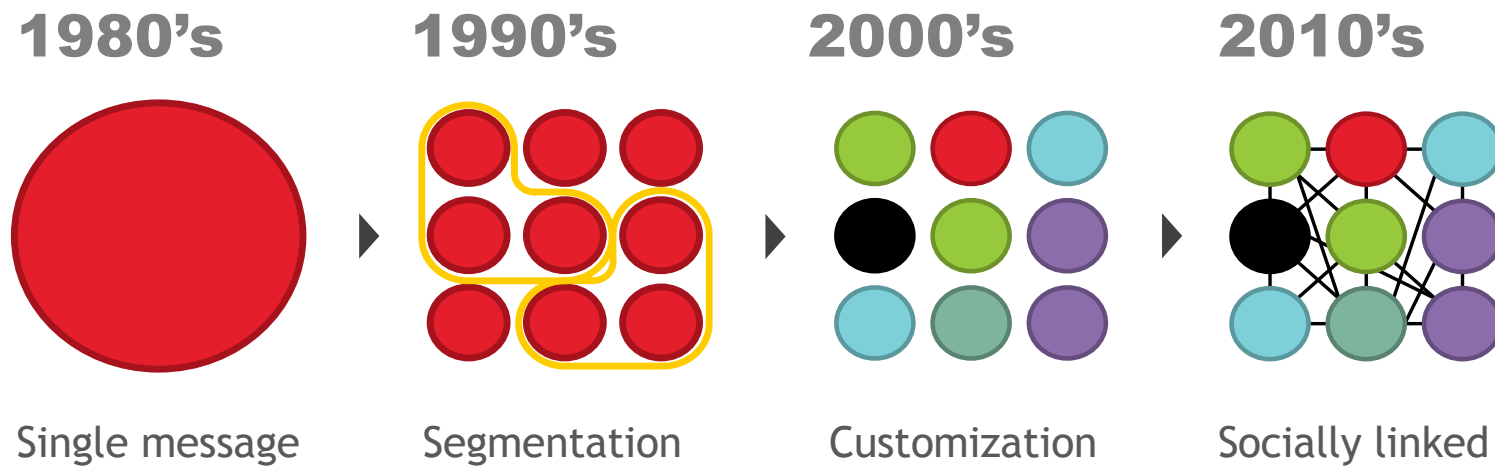 1980’s
1990’s
2000’s
2010’s
Single message
Segmentation
Customization
Socially linked